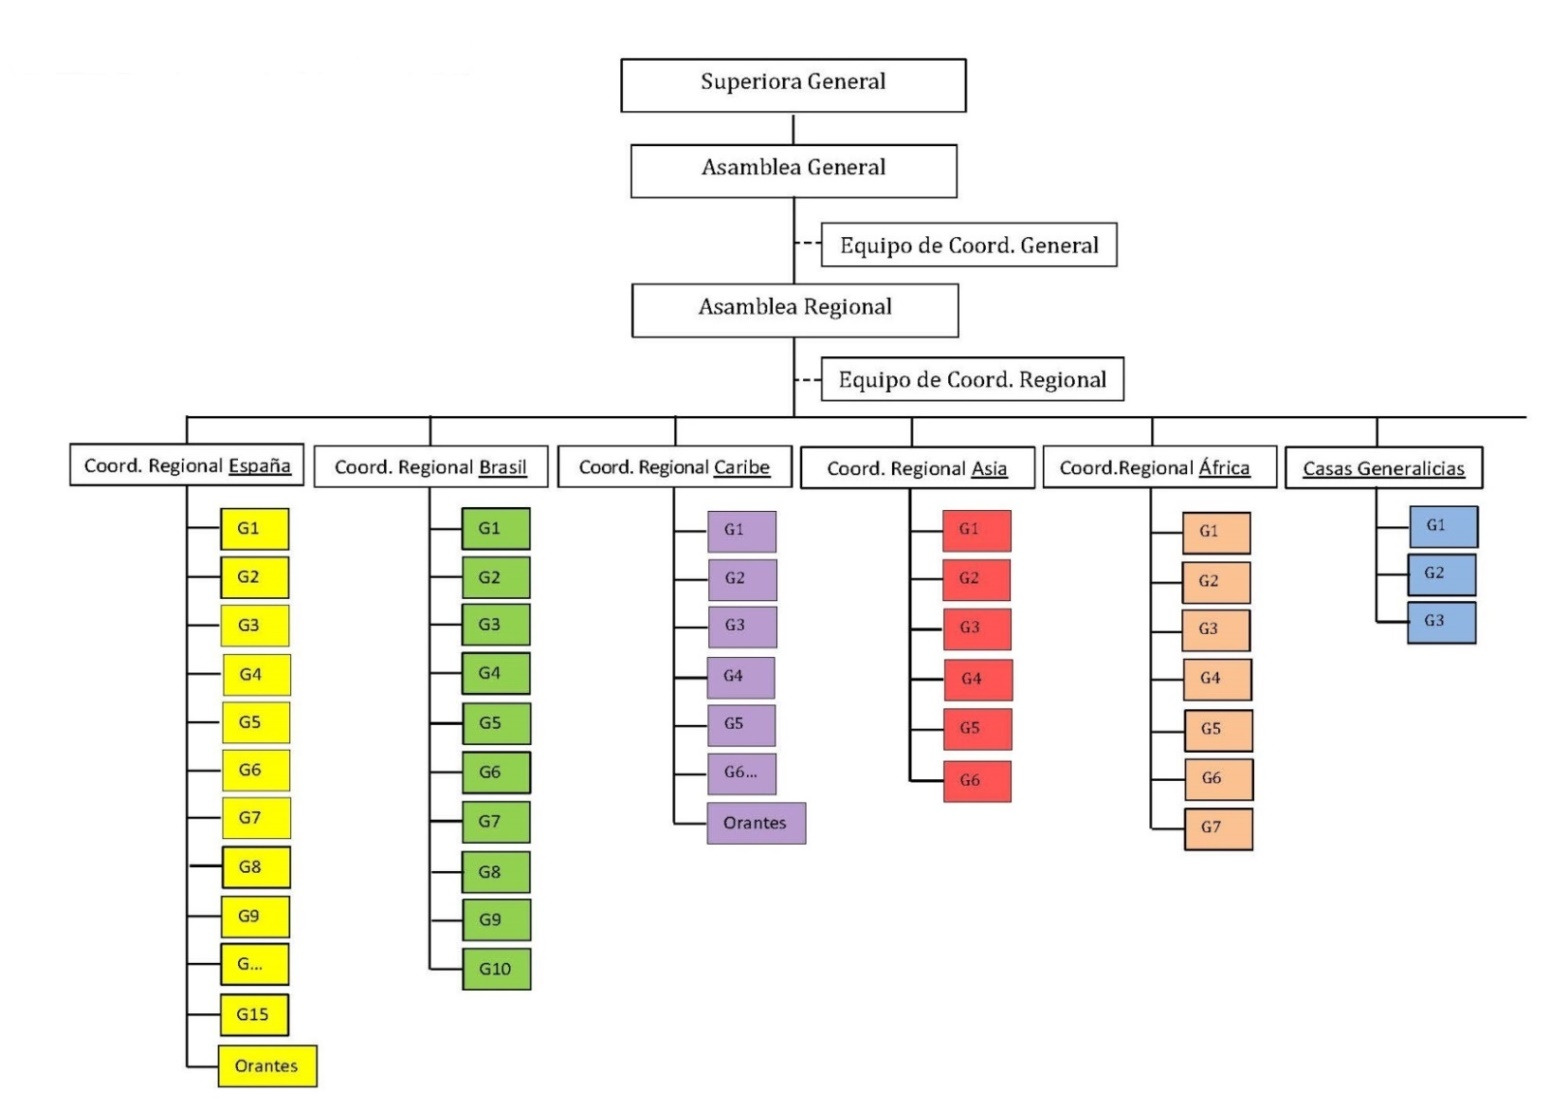 Superiora General
Asamblea General
Equipo de Coord. General
Asamblea Regional
Equipo de Coord. Regional
Coord. Regional España
G1
G2
G3
G4
G5
G6
G7
G8
G9
G...
G15
Orantes
Coord. Regional Brasil
G1
G2
G3
G4
G5
G6
G7
G8
G9
G10
Coord. Regional Caribe
G1
G2
G3
G4
G5
G6...
Orantes
Coord. Regional Asia
G1
G2
G3
G4
G5
G6
Coord.Regional África
G1
G2
G3
G4
G5
G6
G7
Casas Generalicias
G1
G2
G3